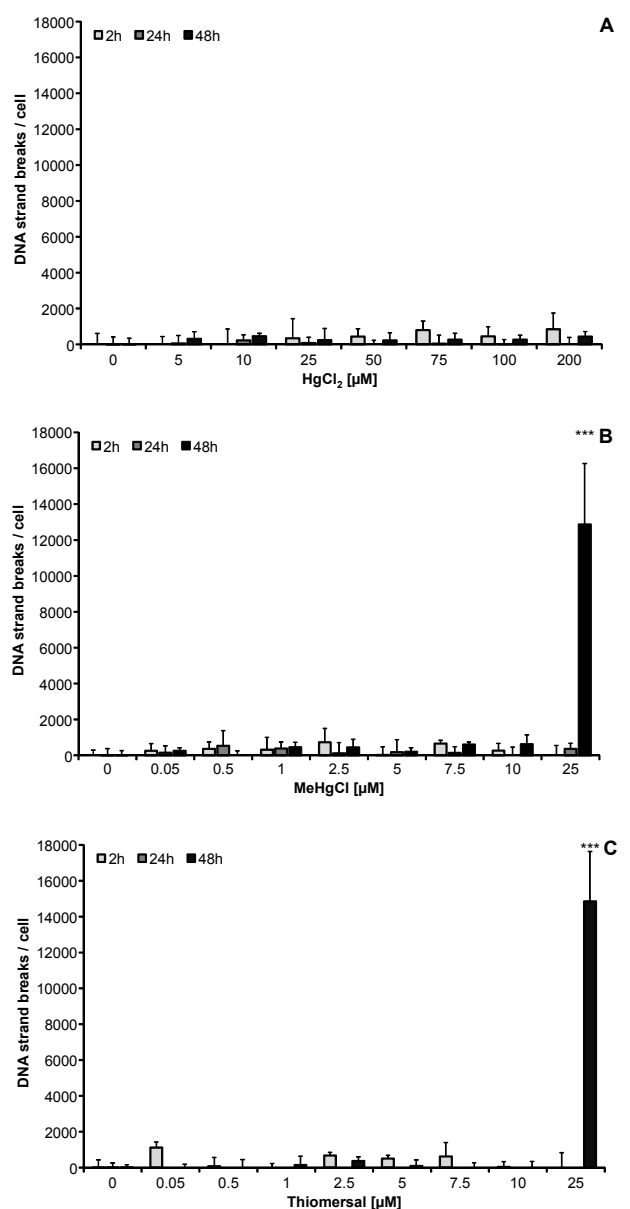 A
2h 24h 48h
18000
16000
14000
12000
10000
8000
6000
4000
2000
0
DNA strand breaks / cell
0 5 10 25 50 75 100 200
HgCl₂ [µM]
*** B
2h 24h 48h
18000
16000
14000
12000
10000
8000
6000
4000
2000
0
DNA strand breaks / cell
0 0.05 0.5 1 2.5 5 7.5 10 25
MeHgCl [µM]
*** C
2h 24h 48h
18000
16000
14000
12000
10000
8000
6000
4000
2000
0
DNA strand breaks / cell
0 0.05 0.5 1 2.5 5 7.5 10 25
Thiomersal [µM]